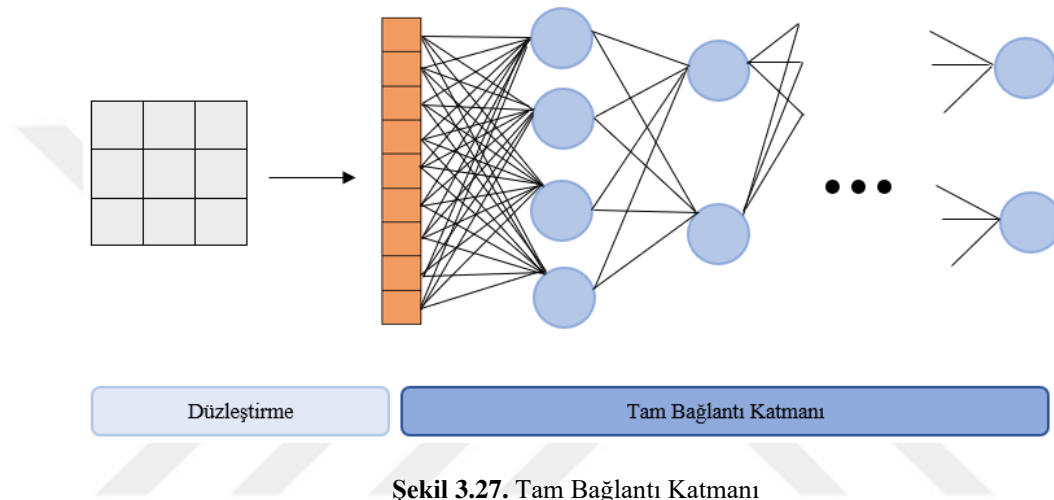 Düzleştirme
Tam Bağlantı Katmanı
Şekil 3.27. Tam Bağlantı Katmanı